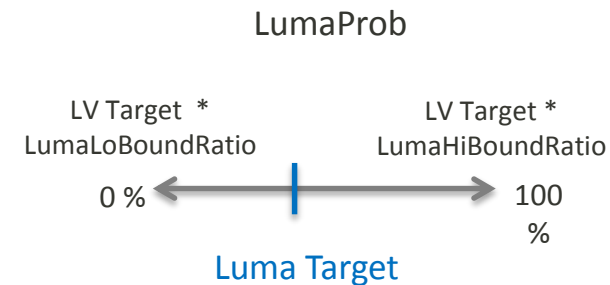 LumaProb
LV Target *
LumaLoBoundRatio
LV Target *
LumaHiBoundRatio
0 %
100
%
Luma Target